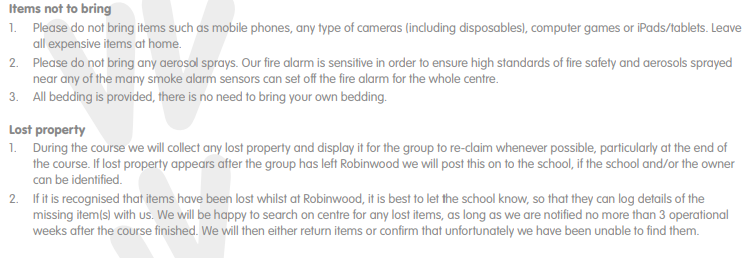 Items not to bring
1. Please do not bring items such as mobile phones, any type of cameras (including disposables), computer games or iPads/tablets. Leave
all expensive items at home.
2. Please do not bring any aerosol sprays. Our fire alarm is sensitive in order to ensure high standards of fire safety and aerosols sprayed
near any of the many smoke alarm sensors can set off the fire alarm for the whole centre.
3. All bedding is provided, there is no need to bring your own bedding.
Lost property
1. During the course we will collect any lost property and display it for the group to re-claim whenever possible, particularly at the end of
the course. If lost property appears after the group has left Robinwood we will post this on to the school, if the school and/or the owner
can be identified.
2. If it is recognised that items have been lost whilst at Robinwood, it is best to let the school know, so that they can log details of the
missing item(s) with us. We will be happy to search on centre for any lost items, as long as we are notified no more than 3 operational
weeks after the course finished. We will then either return items or confirm that unfortunately we have been unable to find them.